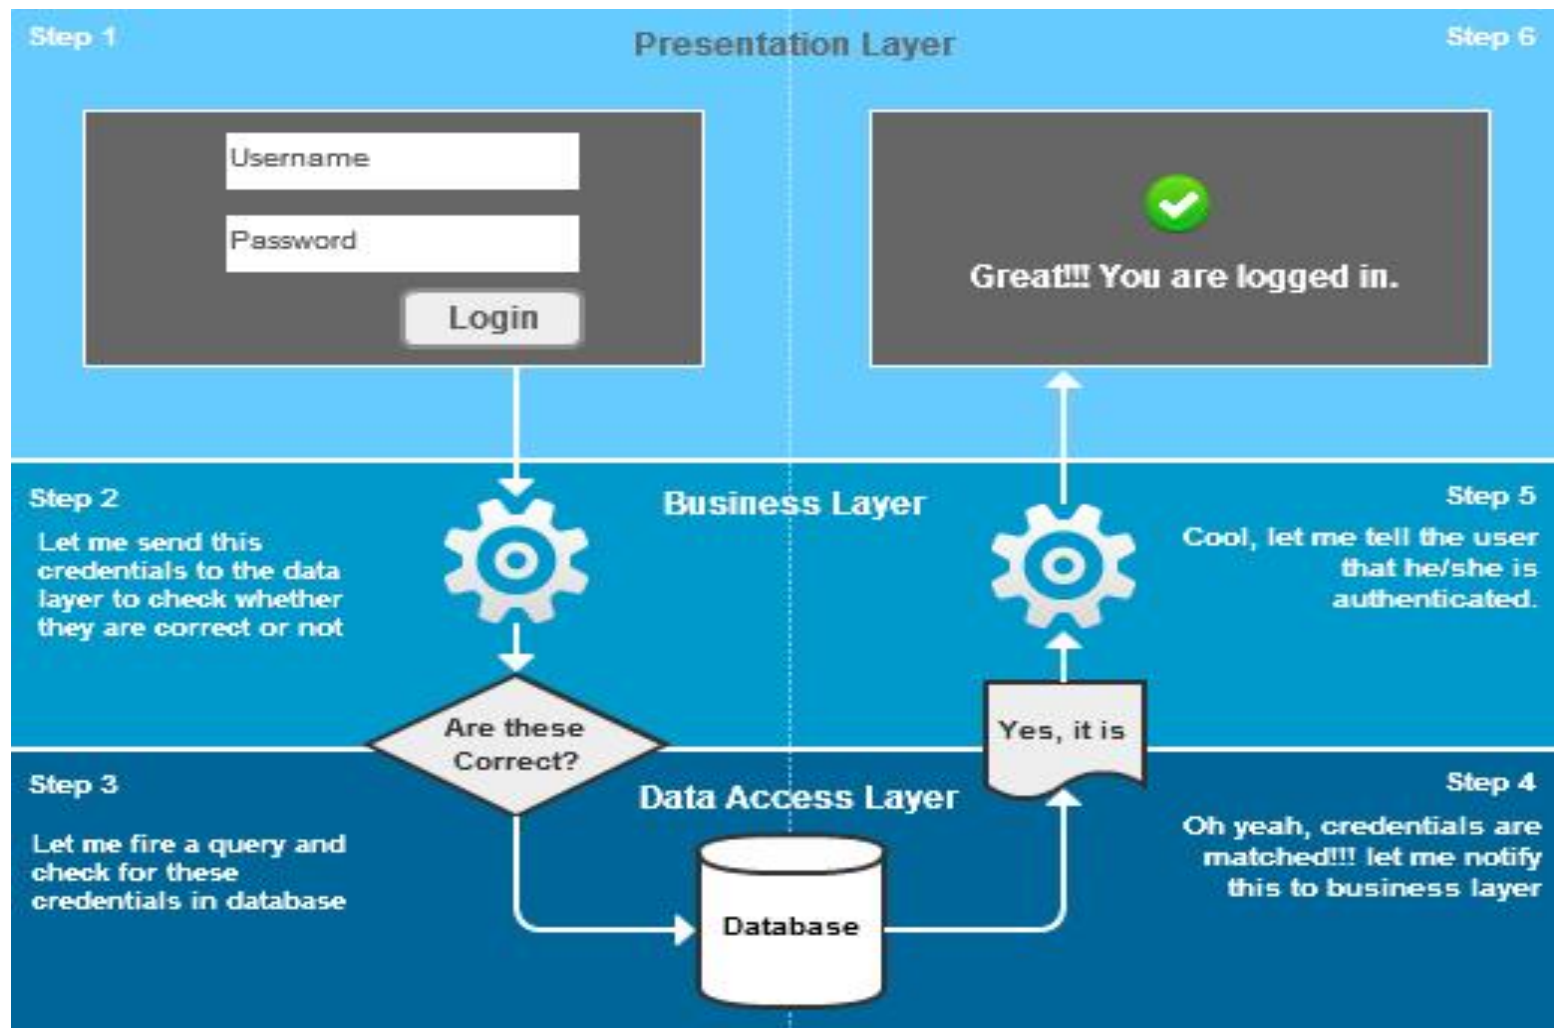 Step 1
Presentation Layer
Step 6
Username
Password
Login
Great!!! You are logged in.
Step 2
Let me send this
credentials to the data
layer to check whether
they are correct or not
Business Layer
Step 5
Cool, let me tell the user
that he/she is
authenticated.
Are these
Correct?
Yes, it is
Step 3
Let me fire a query and
check for these
credentials in database
Data Access Layer
Database
Step 4
Oh yeah, credentials are
matched!!! let me notify
this to business layer